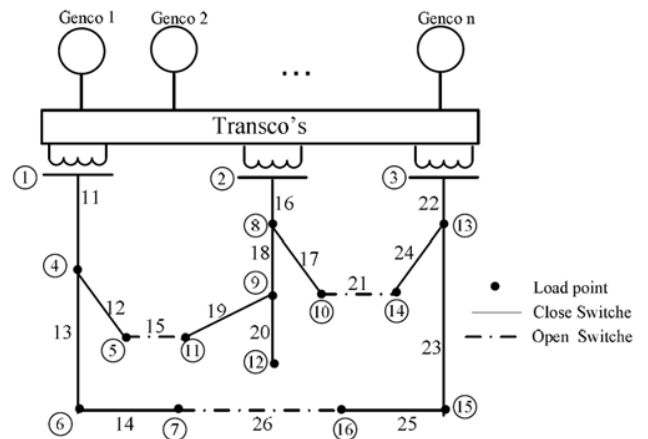 Genco 1 Genco 2 Genco n
...
Transco's
1 2 3
11 16 22
8 13
4 18 17 24
9 21
12 19 10 14
13 15 20 23
5 11 12
6 14 7 26 16 25 15
Load point
Close Switche
Open Switche